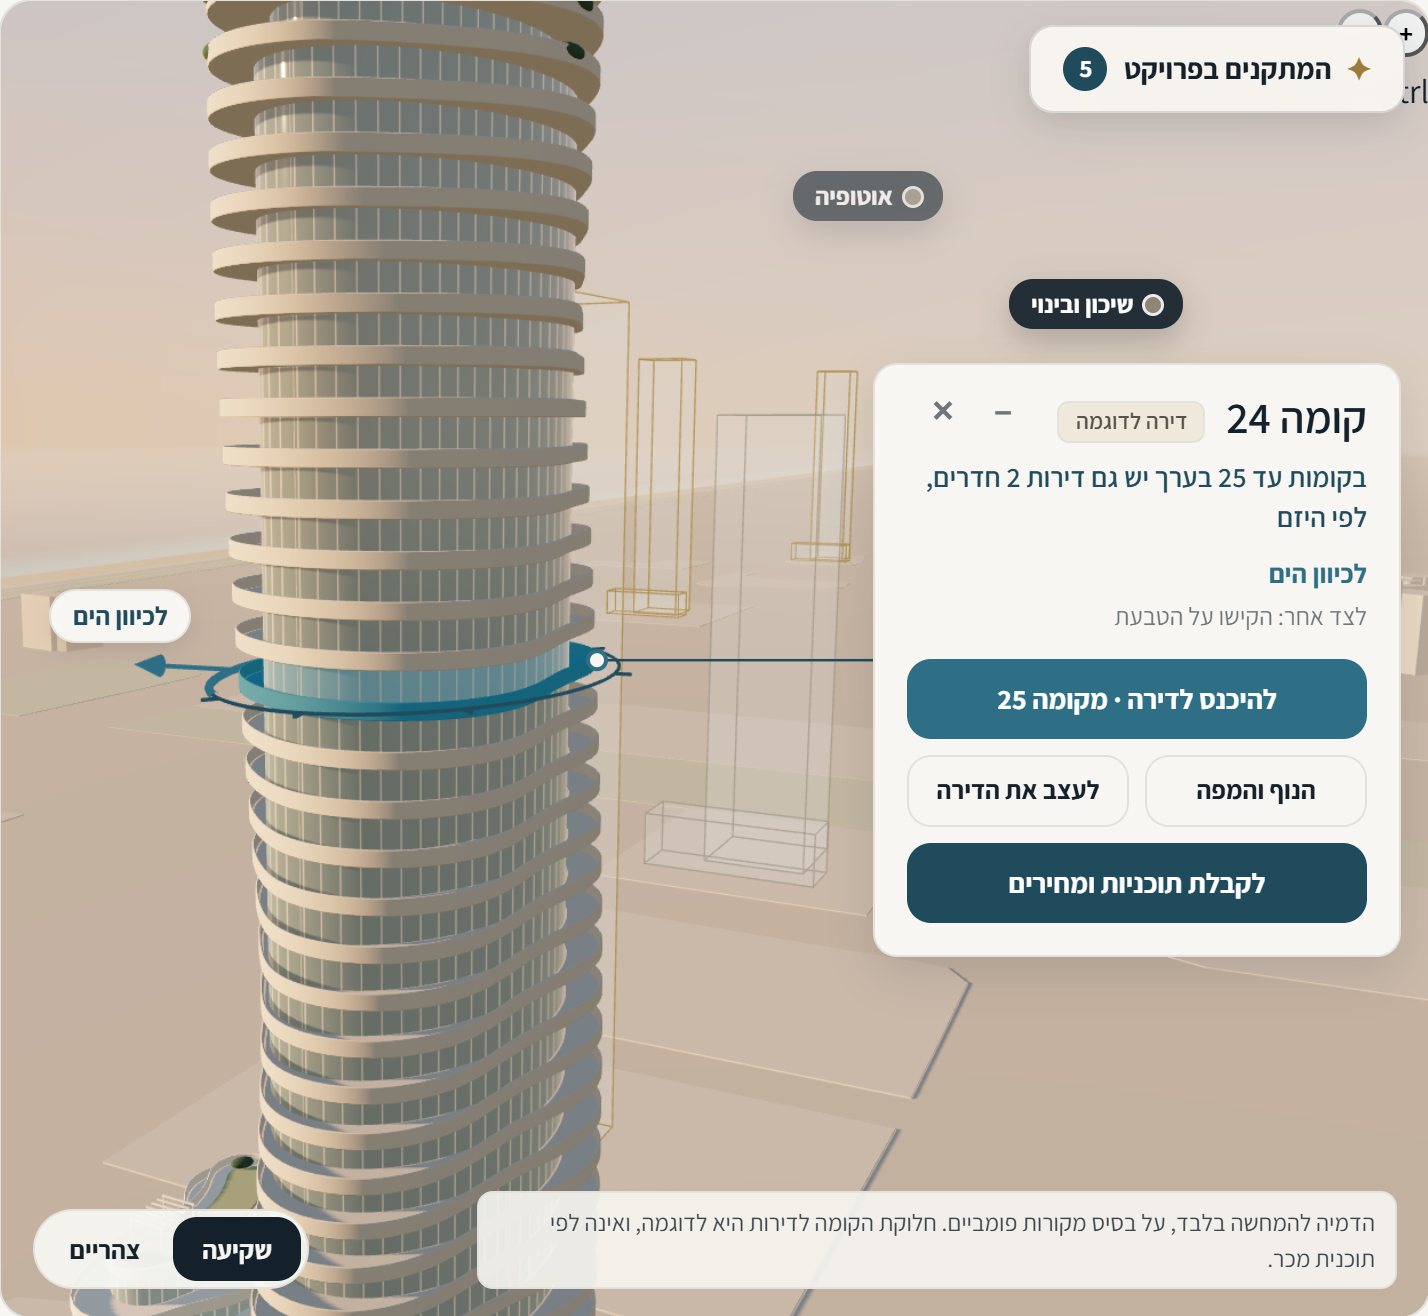 +
trl
המתקנים בפרויקט 5
אוטופיה
שיכון ובינוי
קומה 24 דירה לדוגמה – ×
בקומות עד 25 בערך יש גם דירות 2 חדרים,
לפי היזם
לכיוון הים
לצד אחר: הקישו על הטבעת
להיכנס לדירה · מקומה 25
הנוף והמפה
לעצב את הדירה
לקבלת תוכניות ומחירים
לכיוון הים
הדמיה להמחשה בלבד, על בסיס מקורות פומביים. חלוקת הקומה לדירות היא לדוגמה, ואינה לפי
תוכנית מכר.
שקיעה
צהריים